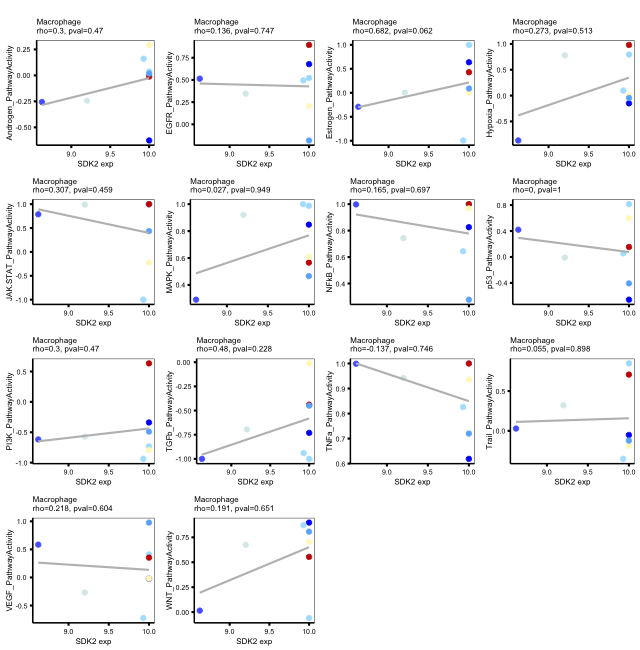 Macrophage
rho=0.3, pval=0.47
Androgen_PathwayActivity
0.25
0.00
-0.25
-0.50
9.0
9.5
10.0
SDK2 exp
Macrophage
rho=0.136, pval=0.747
EGFR_PathwayActivity
0.75
0.50
0.25
0.00
9.0
9.5
10.0
SDK2 exp
Macrophage
rho=0.682, pval=0.062
Estrogen_PathwayActivity
1.0
0.5
0.0
-0.5
-1.0
9.0
9.5
10.0
SDK2 exp
Macrophage
rho=0.273, pval=0.513
Hypoxia_PathwayActivity
1.0
0.5
0.0
-0.5
9.0
9.5
10.0
SDK2 exp
Macrophage
rho=0.307, pval=0.459
JAK.STAT_PathwayActivity
1.0
0.5
0.0
-0.5
-1.0
9.0
9.5
10.0
SDK2 exp
Macrophage
rho=0.027, pval=0.949
MAPK_PathwayActivity
1.0
0.8
0.6
0.4
9.0
9.5
10.0
SDK2 exp
Macrophage
rho=0.165, pval=0.697
NFkB_PathwayActivity
1.0
0.8
0.6
0.4
9.0
9.5
10.0
SDK2 exp
Macrophage
rho=0, pval=1
p53_PathwayActivity
0.8
0.4
0.0
-0.4
9.0
9.5
10.0
SDK2 exp
Macrophage
rho=0.3, pval=0.47
PI3K_PathwayActivity
0.5
0.0
-0.5
-1.0
9.0
9.5
10.0
SDK2 exp
Macrophage
rho=0.48, pval=0.228
TGFb_PathwayActivity
0.00
-0.25
-0.50
-0.75
-1.00
9.0
9.5
10.0
SDK2 exp
Macrophage
rho=-0.137, pval=0.746
TNFa_PathwayActivity
1.0
0.9
0.8
0.7
0.6
9.0
9.5
10.0
SDK2 exp
Macrophage
rho=0.055, pval=0.898
Trail_PathwayActivity
0.5
0.0
9.0
9.5
10.0
SDK2 exp
Macrophage
rho=0.218, pval=0.604
VEGF_PathwayActivity
1.0
0.5
0.0
-0.5
9.0
9.5
10.0
SDK2 exp
Macrophage
rho=0.191, pval=0.651
WNT_PathwayActivity
0.75
0.50
0.25
0.00
9.0
9.5
10.0
SDK2 exp